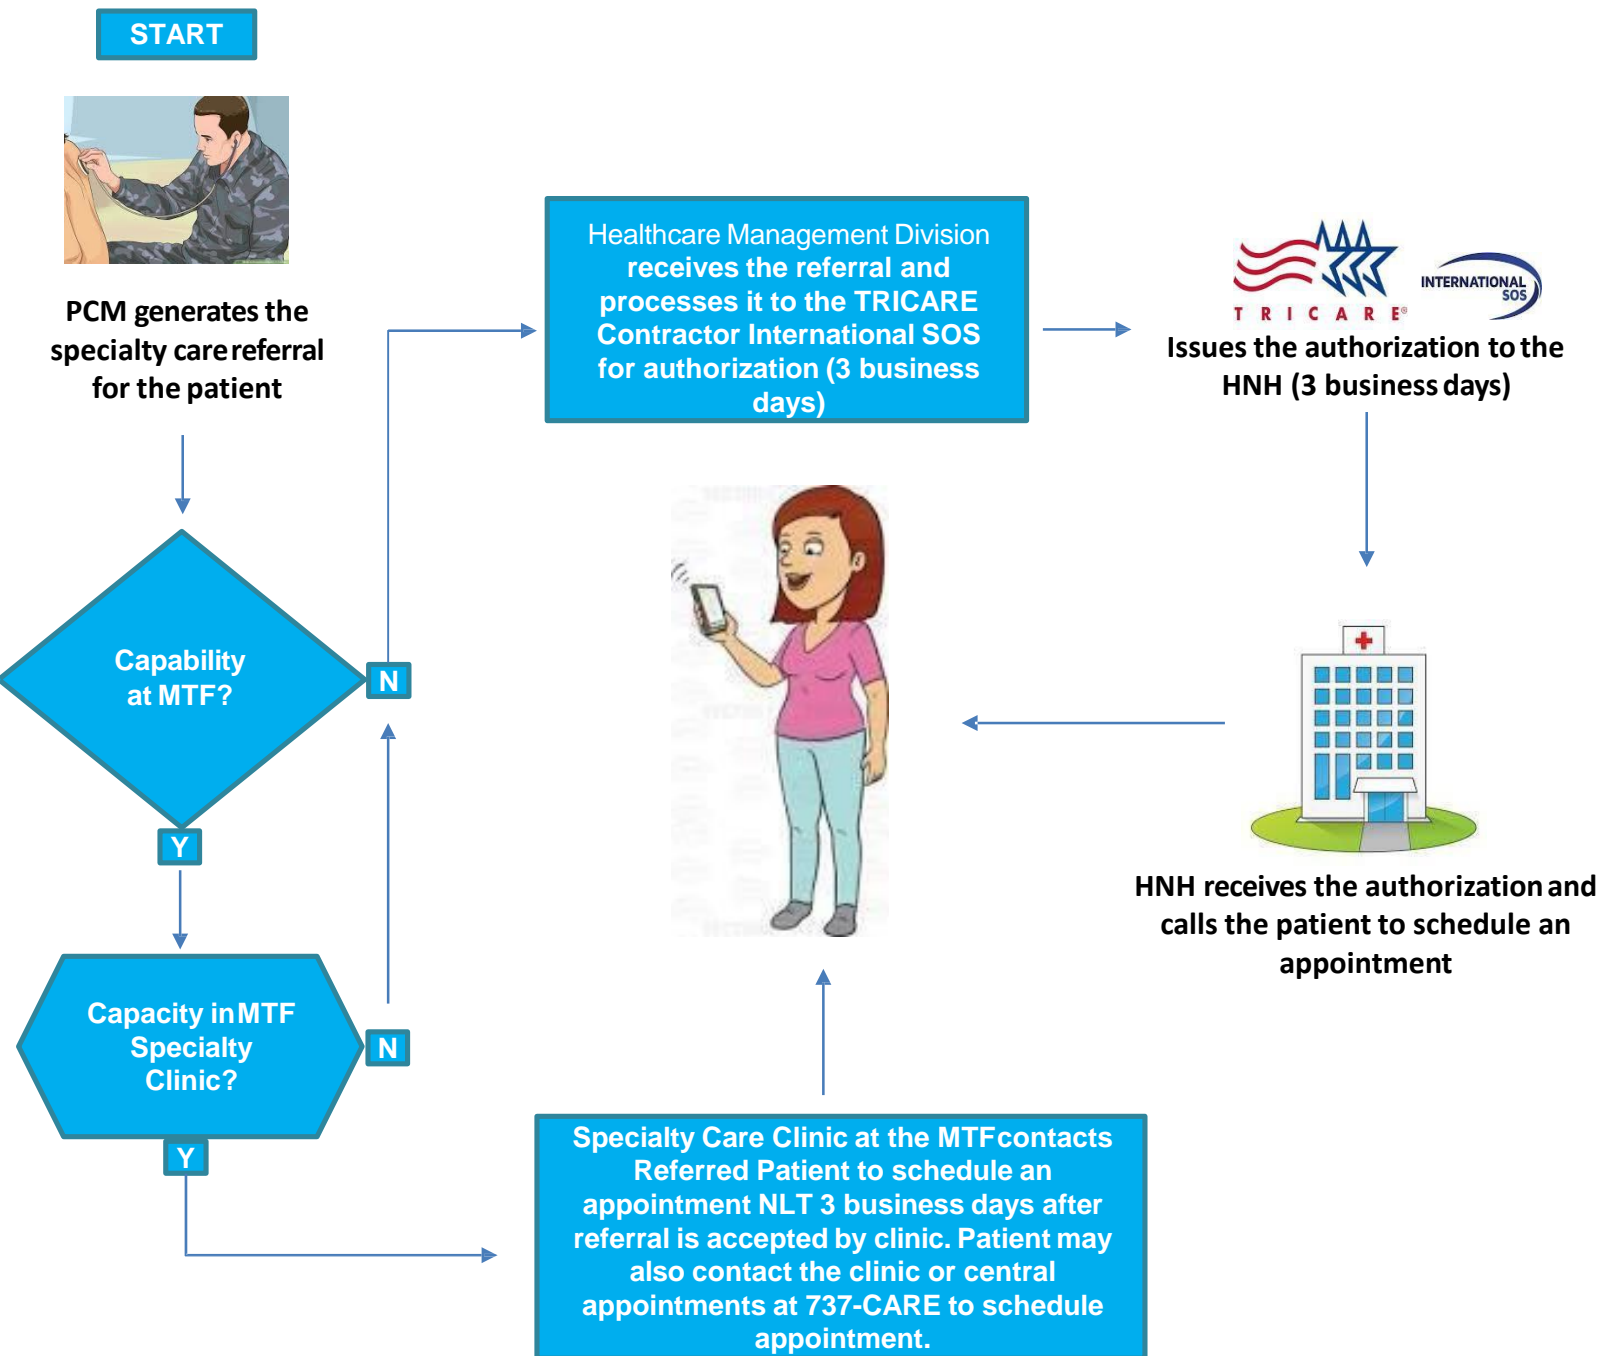 START
PCM generates the
specialty care referral
for the patient
Capability
at MTF?
N
Y
Capacity in MTF
Specialty
Clinic?
N
Y
Healthcare Management Division
receives the referral and
processes it to the TRICARE
Contractor International SOS
for authorization (3 business
days)
TRICARE®
INTERNATIONAL
SOS
Issues the authorization to the
HNH (3 business days)
HNH receives the authorization and
calls the patient to schedule an
appointment
Specialty Care Clinic at the MTF contacts
Referred Patient to schedule an
appointment NLT 3 business days after
referral is accepted by clinic. Patient may
also contact the clinic or central
appointments at 737-CARE to schedule
appointment.